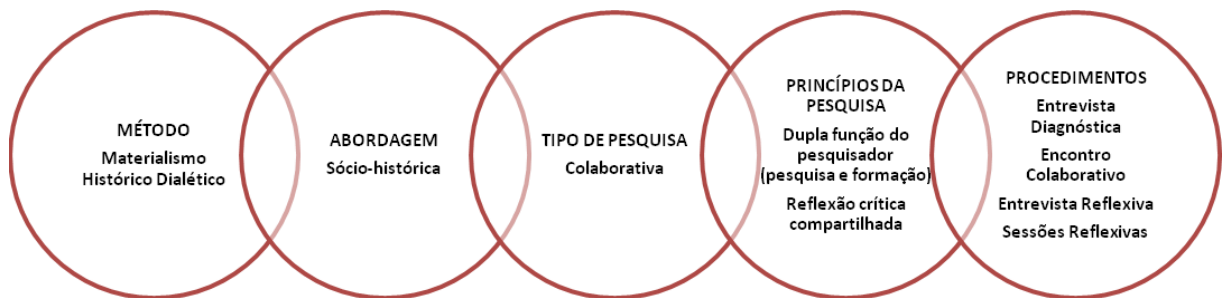 MÉTODO
Materialismo
Histórico Dialético
ABORDAGEM
Sócio-histórica
TIPO DE PESQUISA
Colaborativa
PRINCÍPIOS DA
PESQUISA
Dupla função do
pesquisador
(pesquisa e formação)
Reflexão crítica
compartilhada
PROCEDIMENTOS
Entrevista
Diagnóstica
Encontro
Colaborativo
Entrevista Reflexiva
Sessões Reflexivas